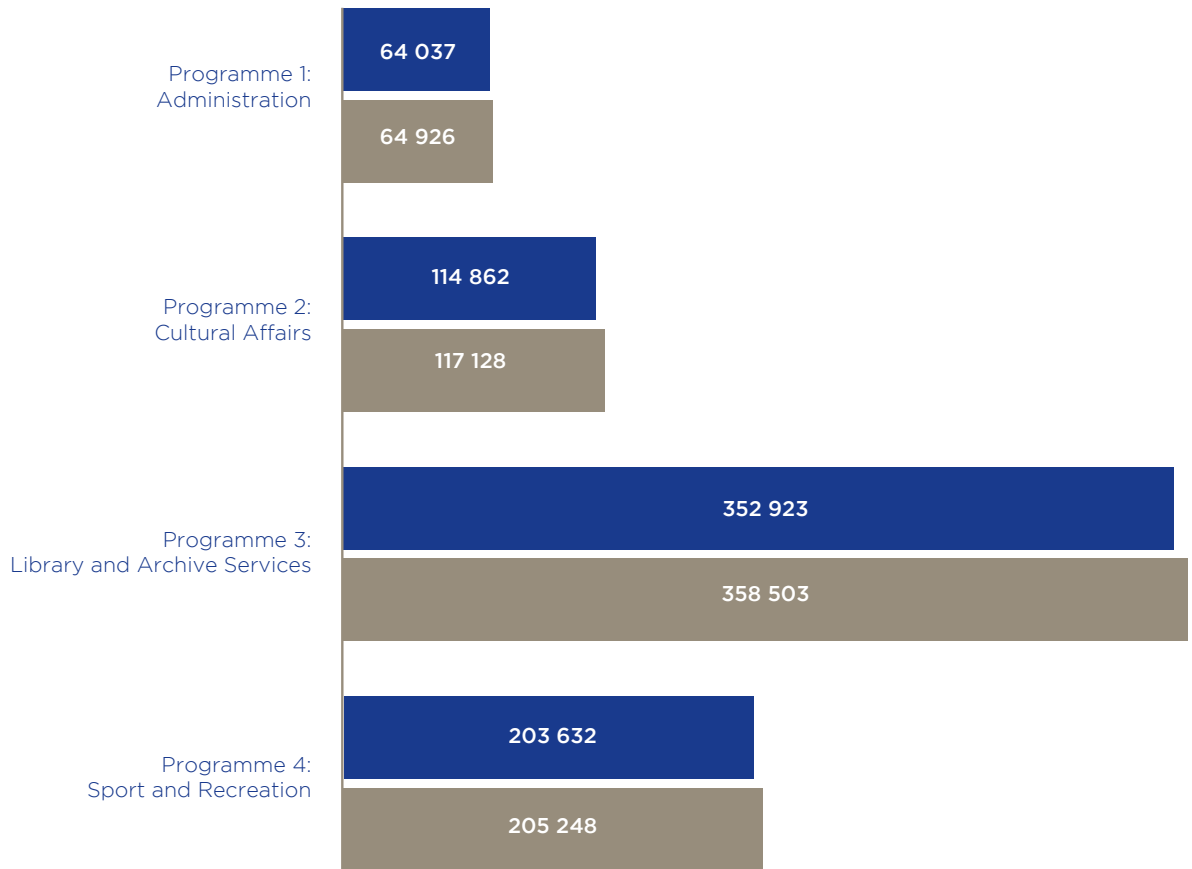 Programme 1:
Administration
64 037
64 926
Programme 2:
Cultural Affairs
114 862
117 128
Programme 3:
Library and Archive Services
352 923
358 503
Programme 4:
Sport and Recreation
203 632
205 248